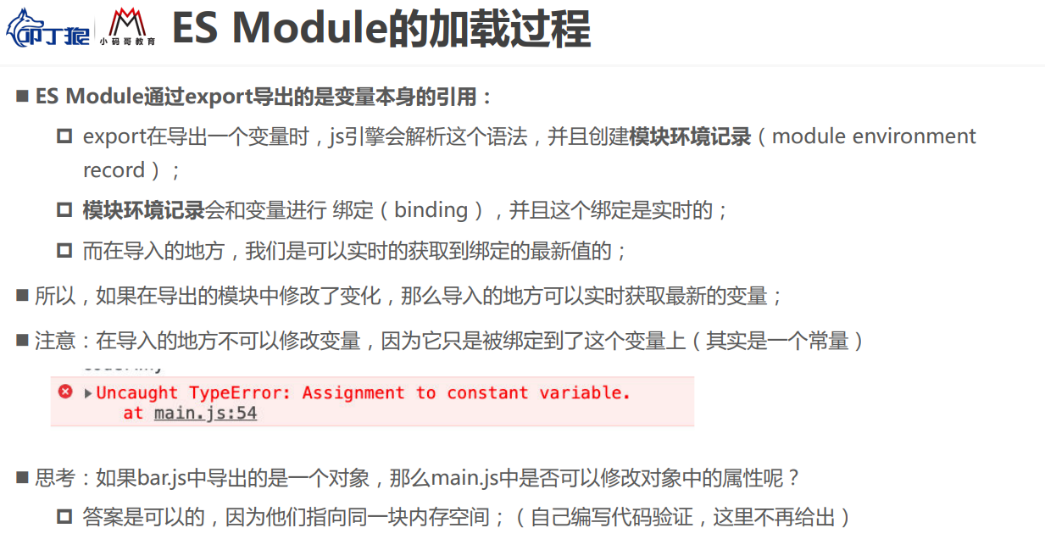 叩丁狼 小码哥教育 ES Module的加载过程
■ ES Module通过export导出的是变量本身的引用：
export在导出一个变量时，js引擎会解析这个语法，并且创建模块环境记录（module environment
record）；
模块环境记录会和变量进行 绑定（binding），并且这个绑定是实时的；
而在导入的地方，我们是可以实时的获取到绑定的最新值的；
■ 所以，如果在导出的模块中修改了变化，那么导入的地方可以实时获取最新的变量；
■ 注意：在导入的地方不可以修改变量，因为它只是被绑定到了这个变量上（其实是一个常量）
Uncaught TypeError: Assignment to constant variable.
at main.js:54
■ 思考：如果bar.js中导出的是一个对象，那么main.js中是否可以修改对象中的属性呢？
答案是可以的，因为他们指向同一块内存空间；（自己编写代码验证，这里不再给出）